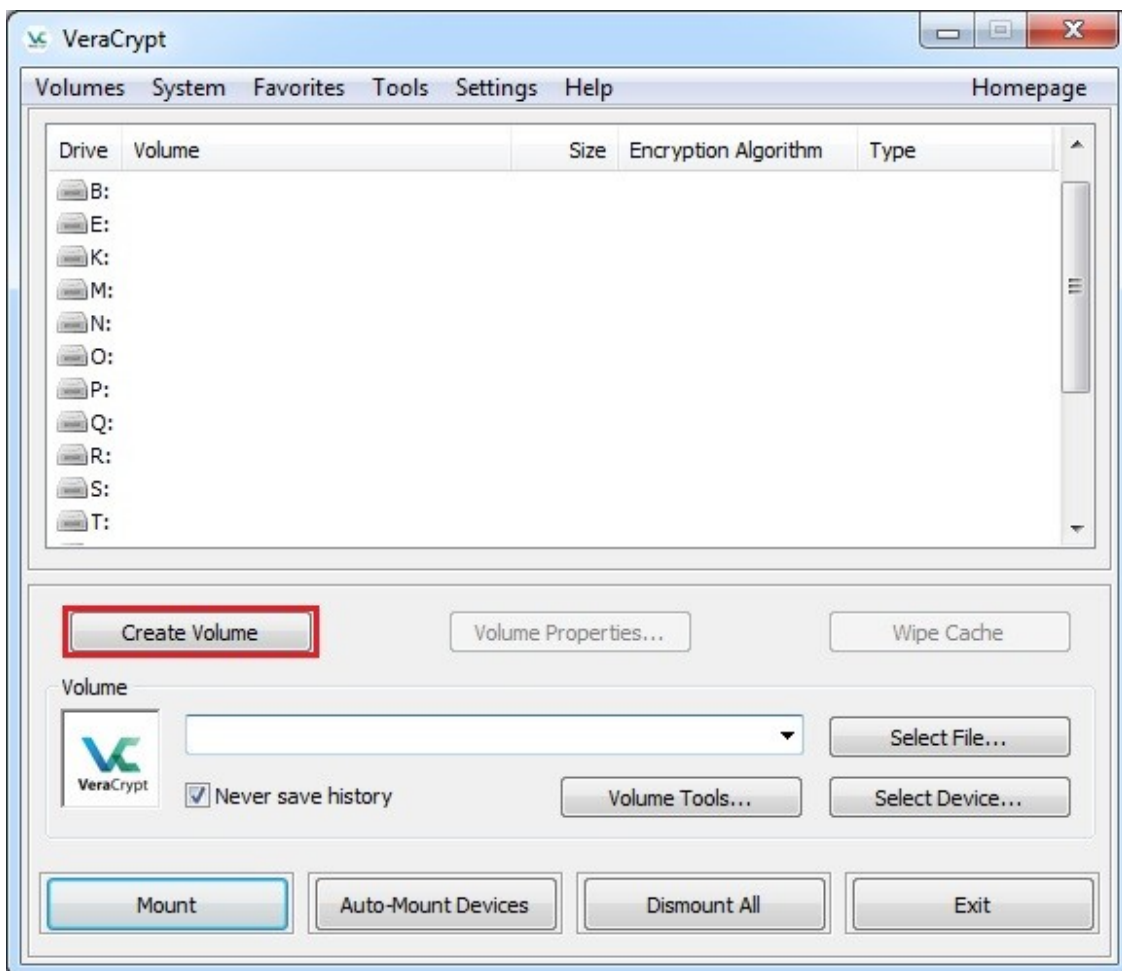 VeraCrypt
Volumes System Favorites Tools Settings Help Homepage
Drive Volume Size Encryption Algorithm Type
B:
E:
K:
M:
N:
O:
P:
Q:
R:
S:
T:
Create Volume Volume Properties... Wipe Cache
Volume
VeraCrypt
Select File...
Never save history Volume Tools... Select Device...
Mount Auto-Mount Devices Dismount All Exit